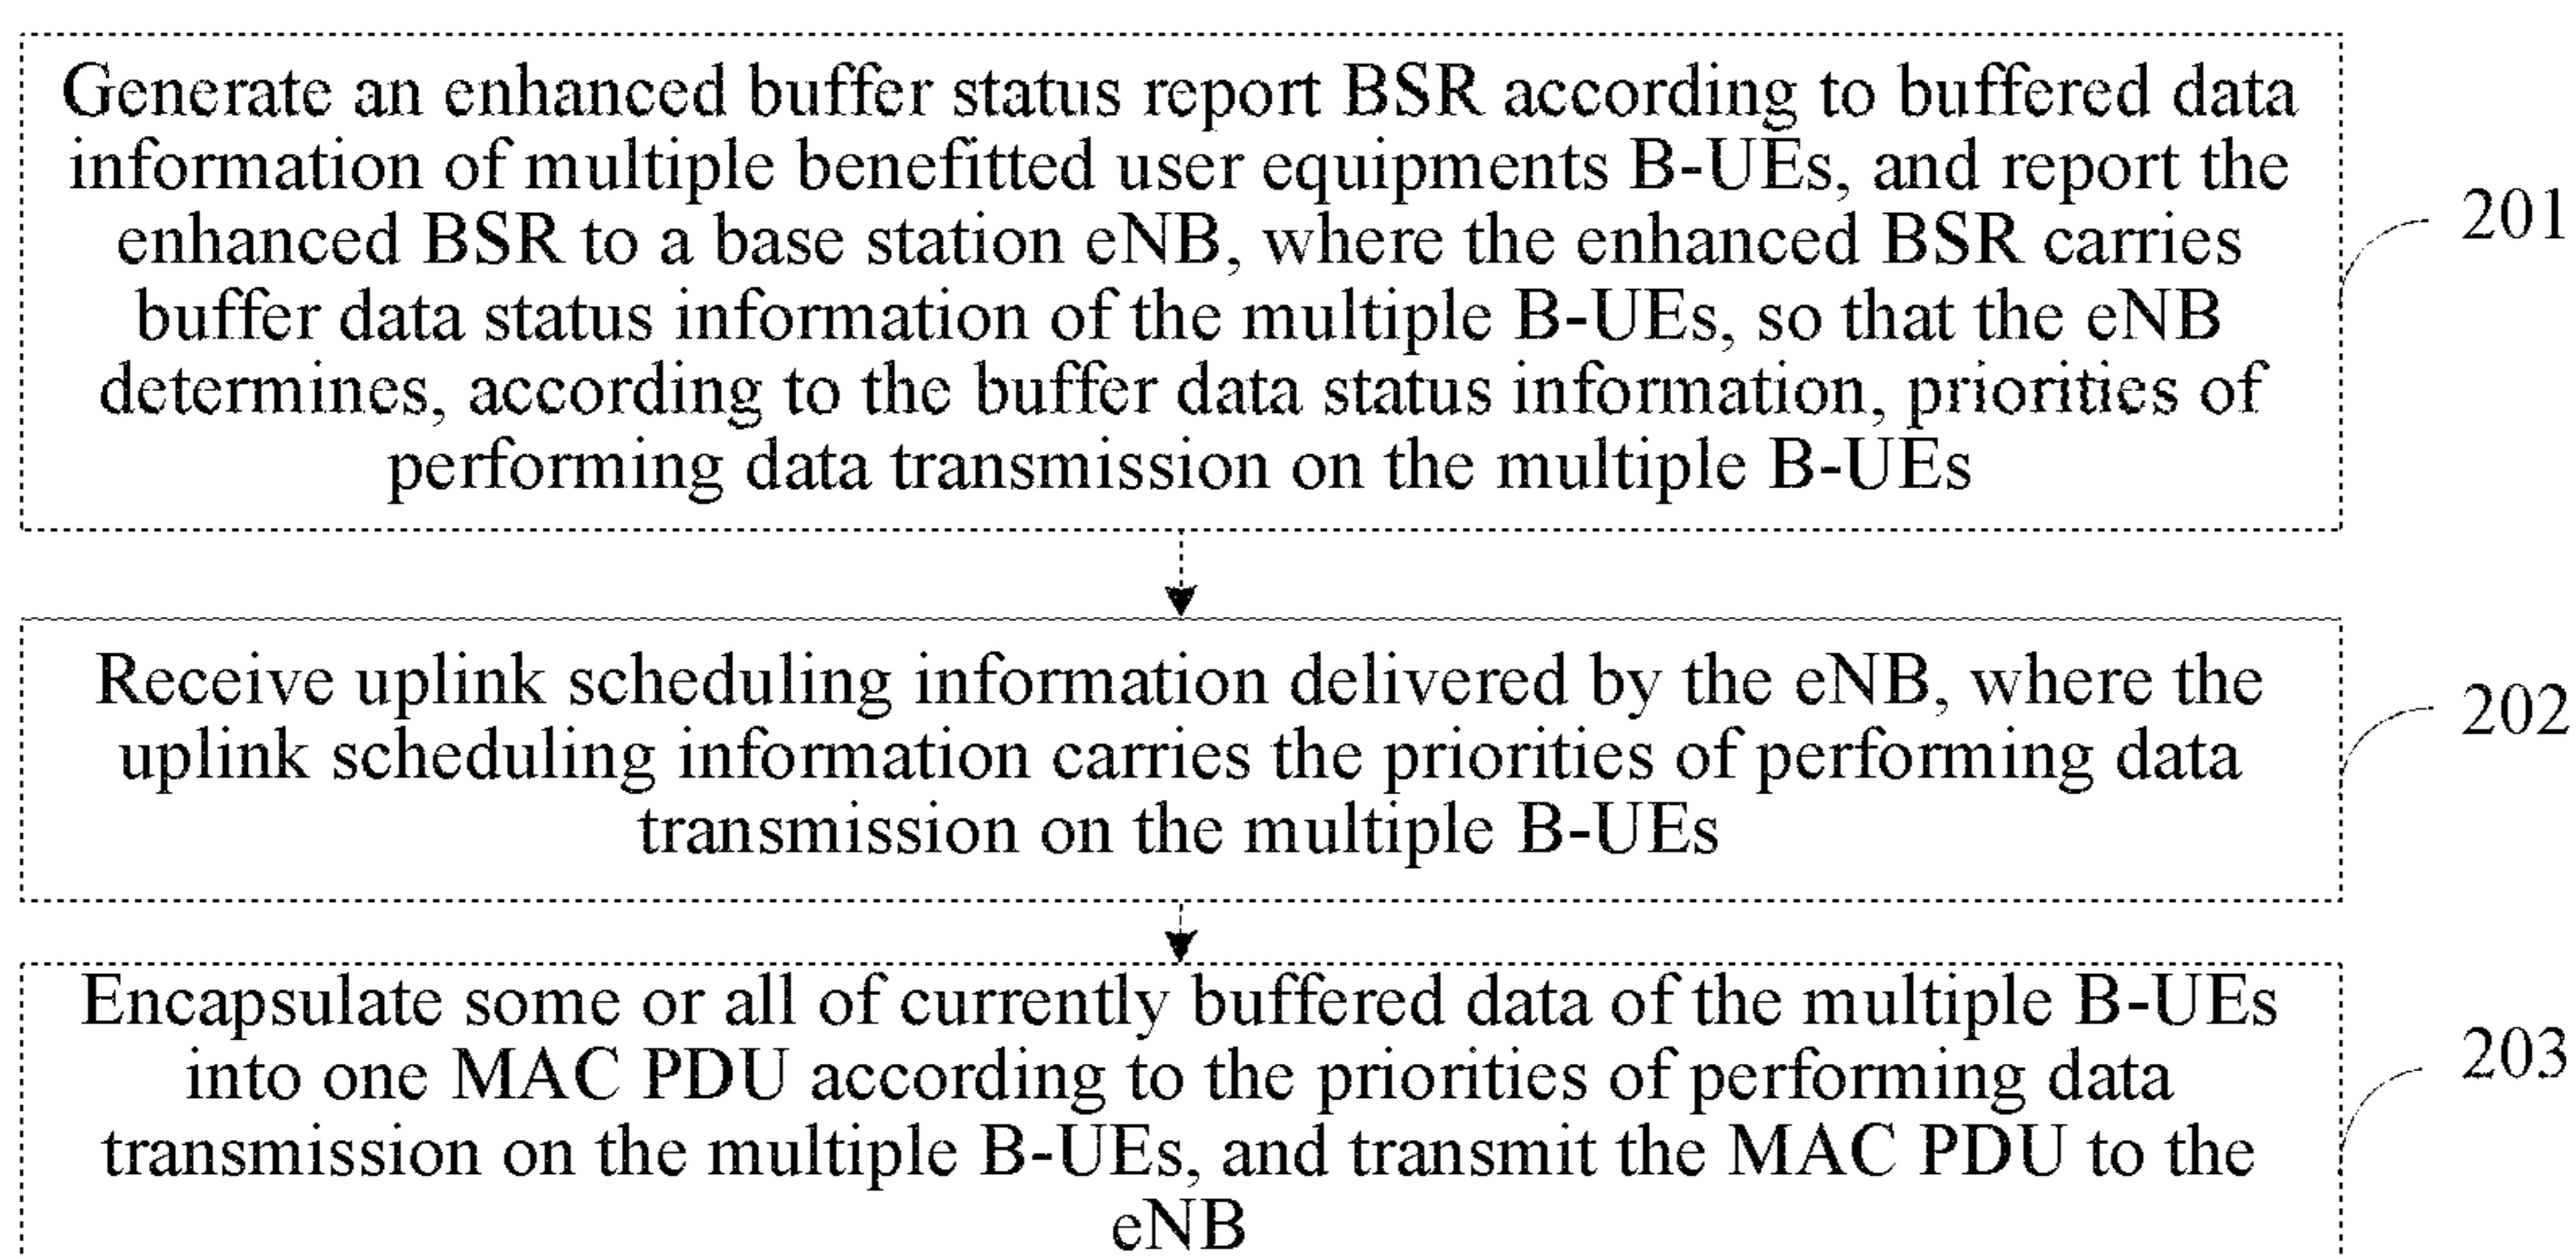 Generate an enhanced buffer status report BSR according to buffered data
information of multiple benefitted user equipments B-UEs, and report the
enhanced BSR to a base station eNB, where the enhanced BSR carries
buffer data status information of the multiple B-UEs, so that the eNB
determines, according to the buffer data status information, priorities of
performing data transmission on the multiple B-UEs
201
Receive uplink scheduling information delivered by the eNB, where the
uplink scheduling information carries the priorities of performing data
transmission on the multiple B-UEs
202
Encapsulate some or all of currently buffered data of the multiple B-UEs
into one MAC PDU according to the priorities of performing data
transmission on the multiple B-UEs, and transmit the MAC PDU to the
eNB
203